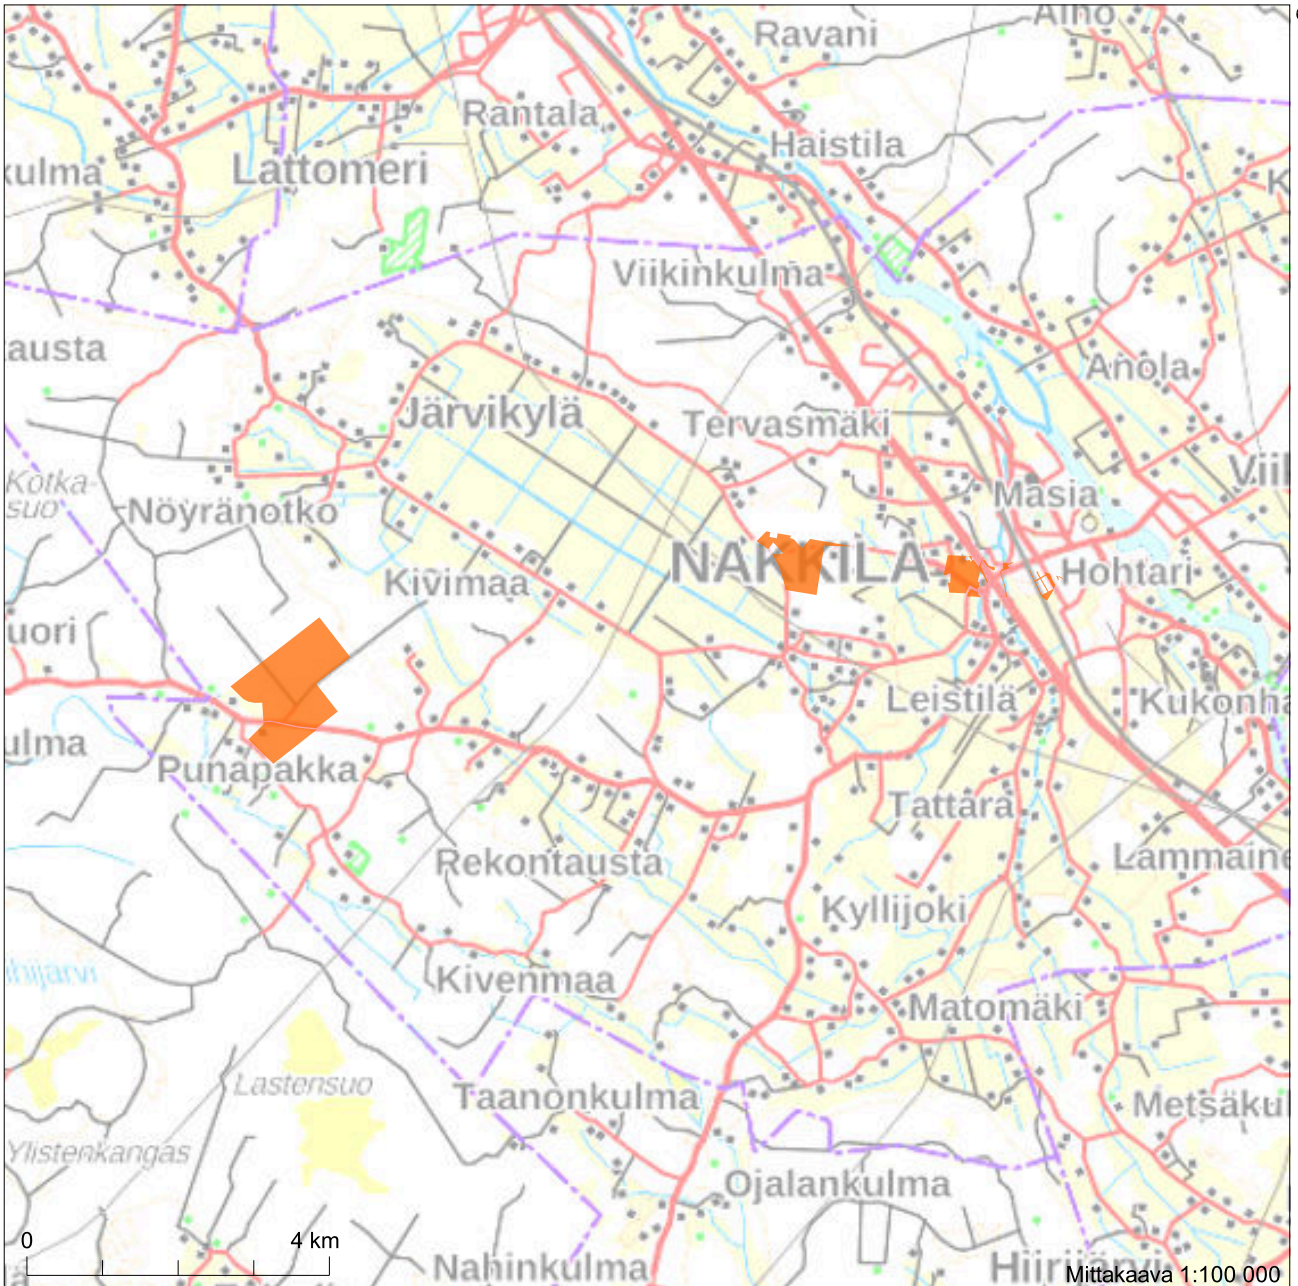 Ravani
Rantala
Haistila
kulma
Lattomeri
Viikinkulma
austa
Anola
Järvikylä
Tervasmäki
Kotka-
suo
Masia
Nöyränotko
NAKKILA
Hohtari
Kivimaa
uori
Leistilä
Kukonha
ulma
Punapakka
Tattara
Rekontausta
Lammaine
Kyllijoki
Kivenmaa
ihijärvi
Matomäki
Lastensuo
Taanonkulma
Metsäkul
Ylistenkangas
Ojalankulma
0 4 km
Nahinkulma
Mittakaava 1:100 000